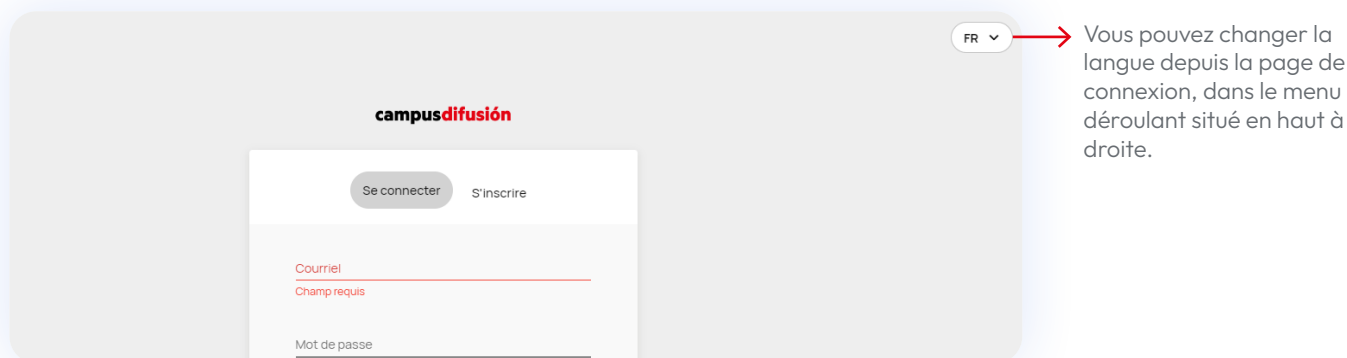 FR
campusdifusión
Se connecter
S'inscrire
Courriel
Champ requis
Mot de passe
Vous pouvez changer la
langue depuis la page de
connexion, dans le menu
déroulant situé en haut à
droite.